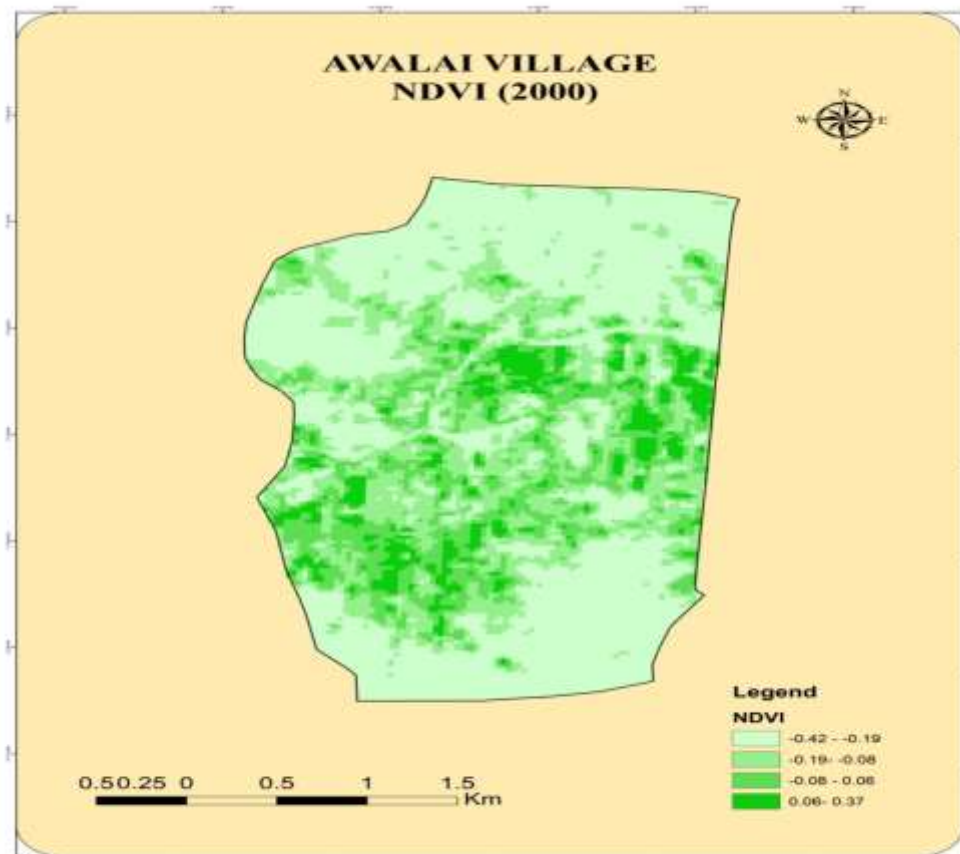 AWALAI VILLAGE
NDVI (2000)
N
W E
S
Legend
NDVI
-0.42 - -0.19
-0.19- -0.08
-0.08 - 0.06
0.06- 0.37
0.50.25 0 0.5 1 1.5
Km